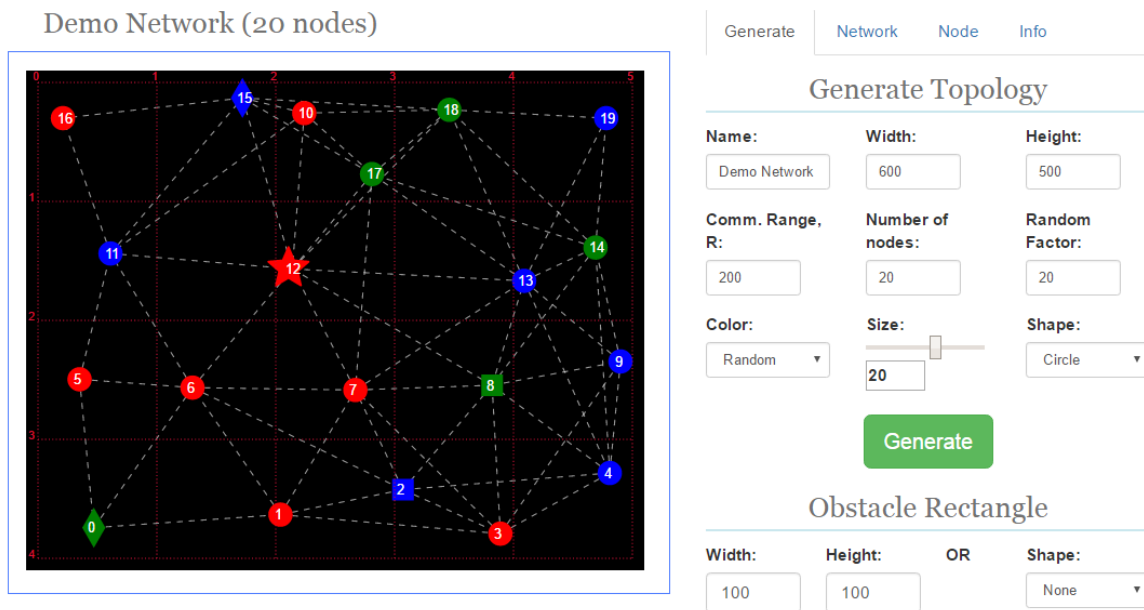 Demo Network (20 nodes)
Generate Network Node Info
0 1 2 3 4 5
1
2
3
4
16
15
10
18
19
17
11
12
14
13
5
6
7
8
9
0
1
2
3
4
Generate Topology
Name: Width: Height:
Demo Network 600 500
Comm. Range, R: Number of nodes: Random Factor:
200 20 20
Color: Size: Shape:
Random Circle
20
Generate
Obstacle Rectangle
Width: Height: OR Shape:
100 100 None